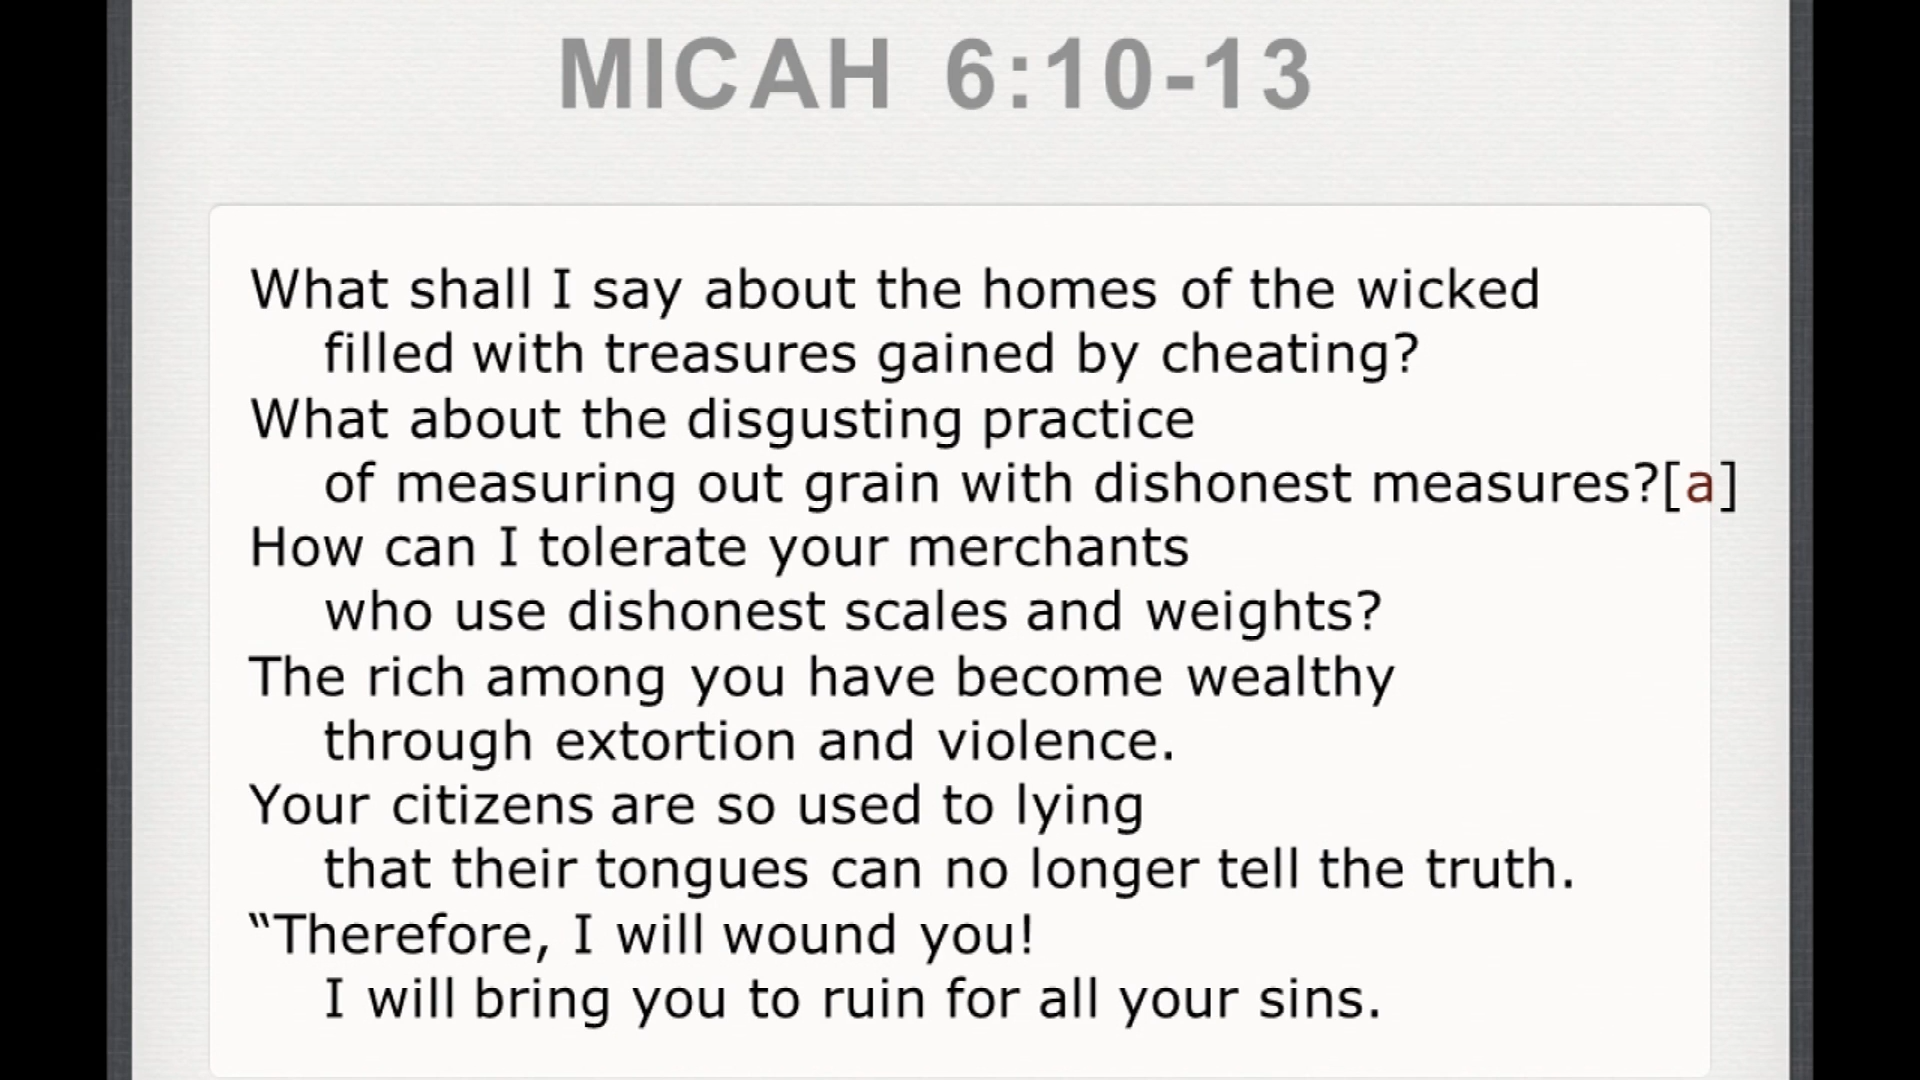 MICAH 6:10-13
What shall I say about the homes of the wicked
filled with treasures gained by cheating?
What about the disgusting practice
of measuring out grain with dishonest measures?[a]
How can I tolerate your merchants
who use dishonest scales and weights?
The rich among you have become wealthy
through extortion and violence.
Your citizens are so used to lying
that their tongues can no longer tell the truth.
“Therefore, I will wound you!
I will bring you to ruin for all your sins.